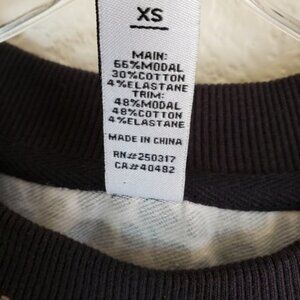 XS
MAIN:
66%MODAL
30%COTTON
4%ELASTANE
TRIM:
48%MODAL
48%COTTON
4%ELASTANE
MADE IN CHINA
RN#250317
CA#40482